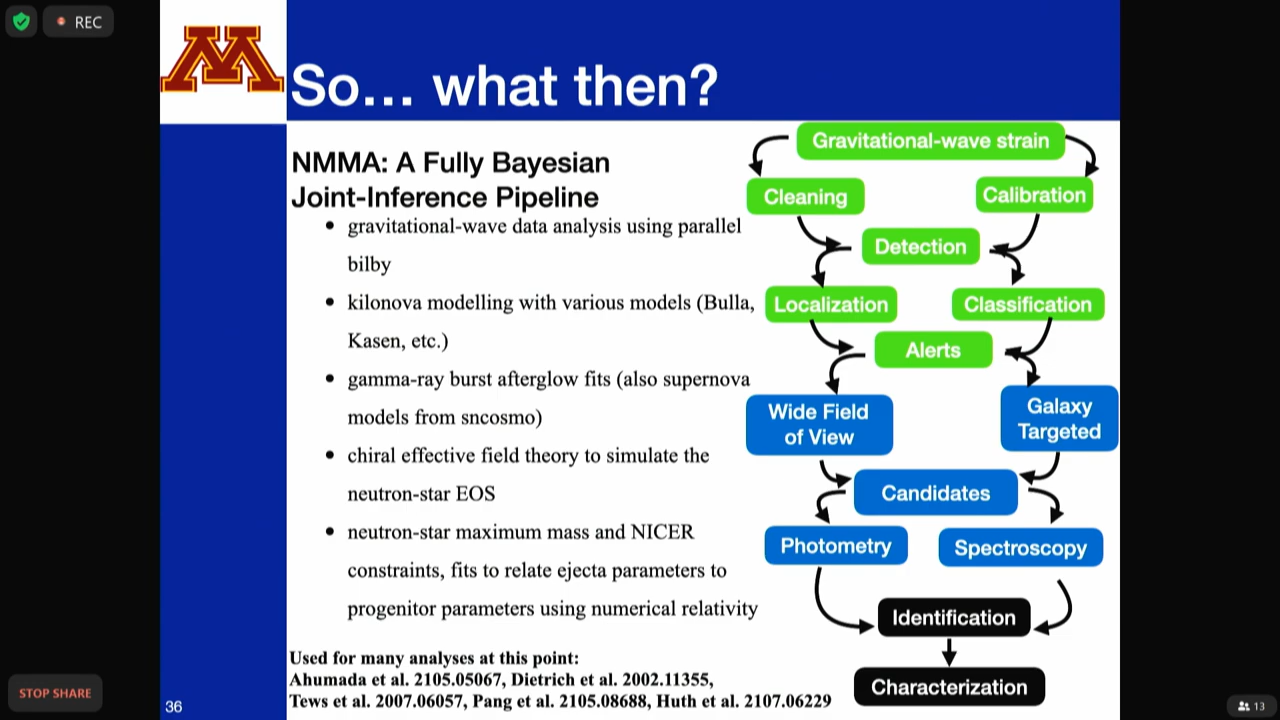 REC
M
So... what then?
NMMA: A Fully Bayesian
Joint-Inference Pipeline
• gravitational-wave data analysis using parallel
bilby
• kilonova modelling with various models (Bulla,
Kasen, etc.)
• gamma-ray burst afterglow fits (also supernova
models from sncosmo)
• chiral effective field theory to simulate the
neutron-star EOS
• neutron-star maximum mass and NICER
constraints, fits to relate ejecta parameters to
progenitor parameters using numerical relativity
Used for many analyses at this point:
Ahumada et al. 2105.05067, Dietrich et al. 2002.11355,
Tews et al. 2007.06057, Pang et al. 2105.08688, Huth et al. 2107.06229
Gravitational-wave strain
Cleaning
Calibration
Detection
Localization
Classification
Alerts
Wide Field
of View
Galaxy
Targeted
Candidates
Photometry
Spectroscopy
Identification
Characterization
STOP SHARE
36
13